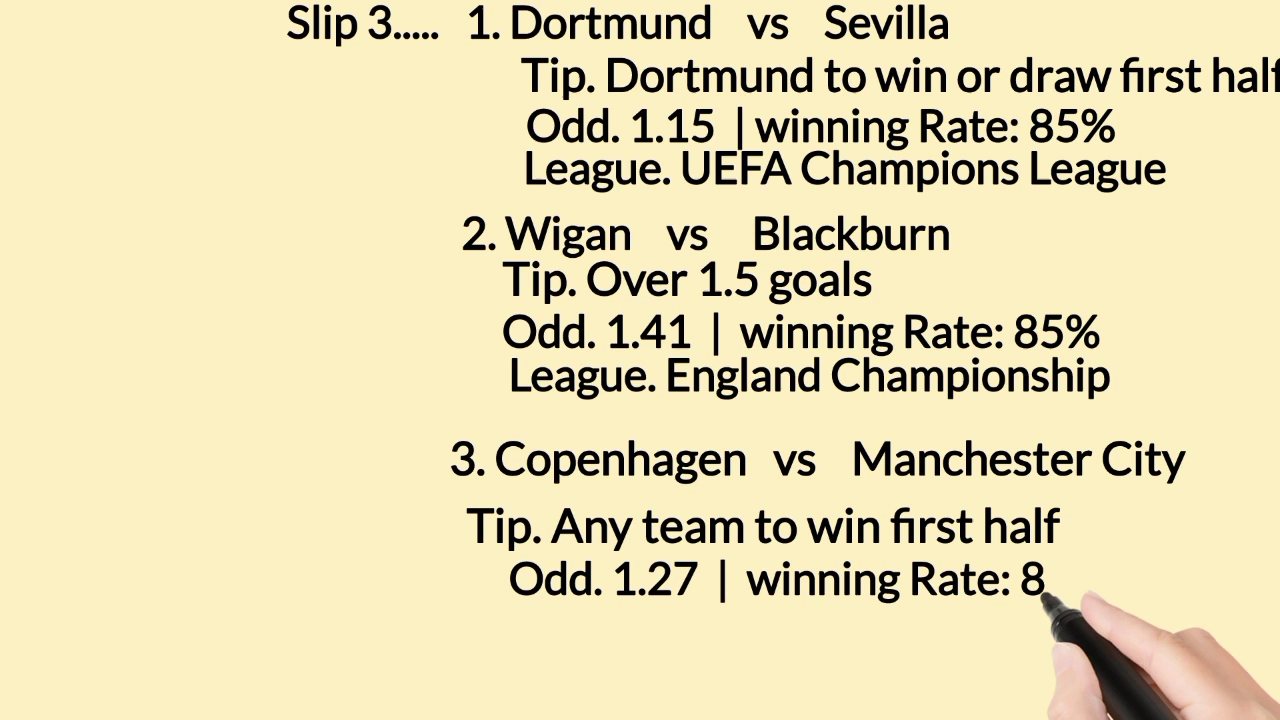 Slip 3..... 1. Dortmund vs Sevilla
Tip. Dortmund to win or draw first half
Odd. 1.15 | winning Rate: 85%
League. UEFA Champions League
2. Wigan vs Blackburn
Tip. Over 1.5 goals
Odd. 1.41 | winning Rate: 85%
League. England Championship
3. Copenhagen vs Manchester City
Tip. Any team to win first half
Odd. 1.27 | winning Rate: 8